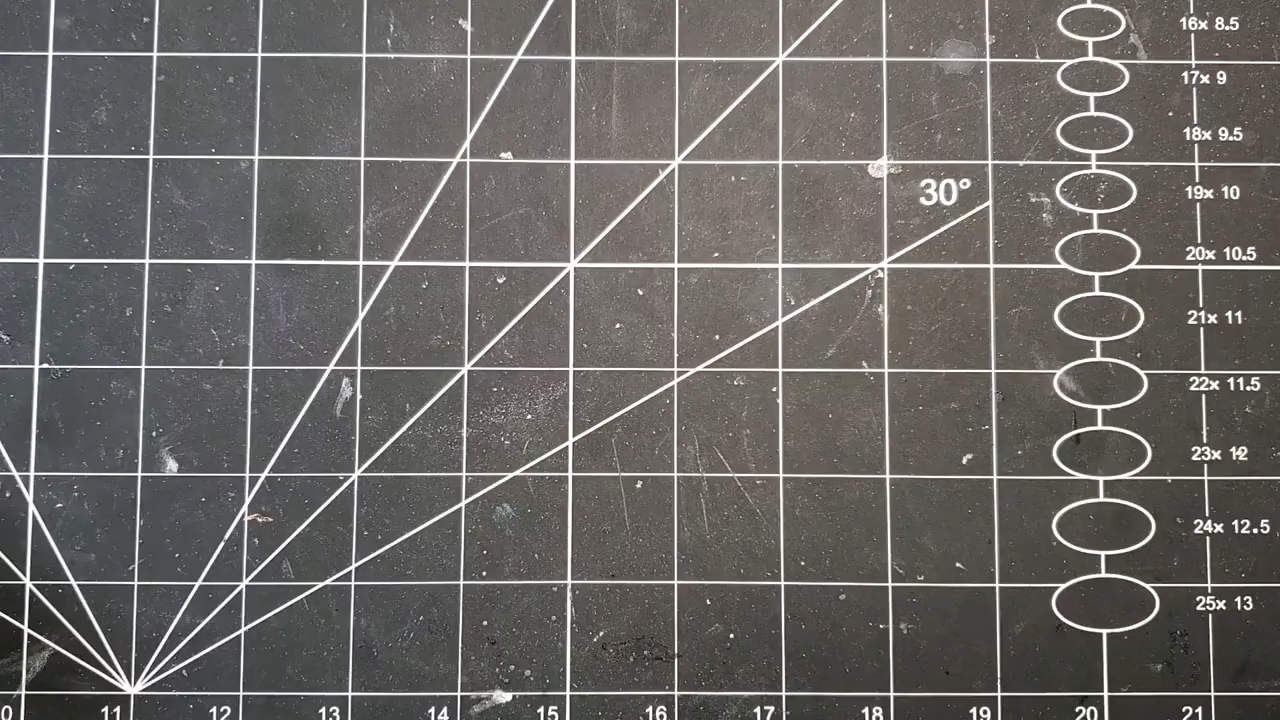 16x 8.5
17x 9
18x 9.5
30°
19x 10
20x 10.5
21x 11
22x 11.5
23x 12
24x 12.5
25x 13
0 11 12 13 14 15 16 17 18 19 20 21